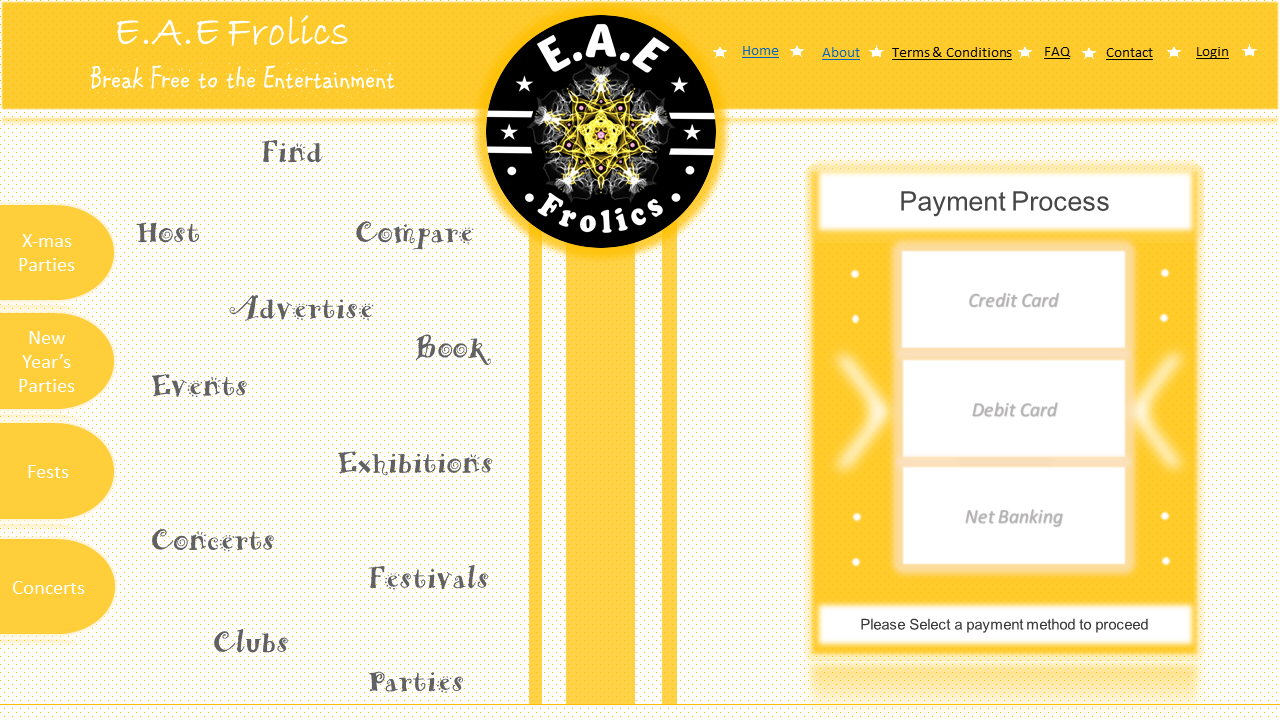 E.A.E Frolics
Break Free to the Entertainment
E.A.E
Frolics
Home
About
Terms & Conditions
FAQ
Contact
Login
X-mas
Parties
New
Year’s
Parties
Fests
Concerts
Find
Host
Compare
Advertise
Book
Events
Exhibitions
Concerts
Festivals
Clubs
Parties
Payment Process
Credit Card
Debit Card
Net Banking
Please Select a payment method to proceed